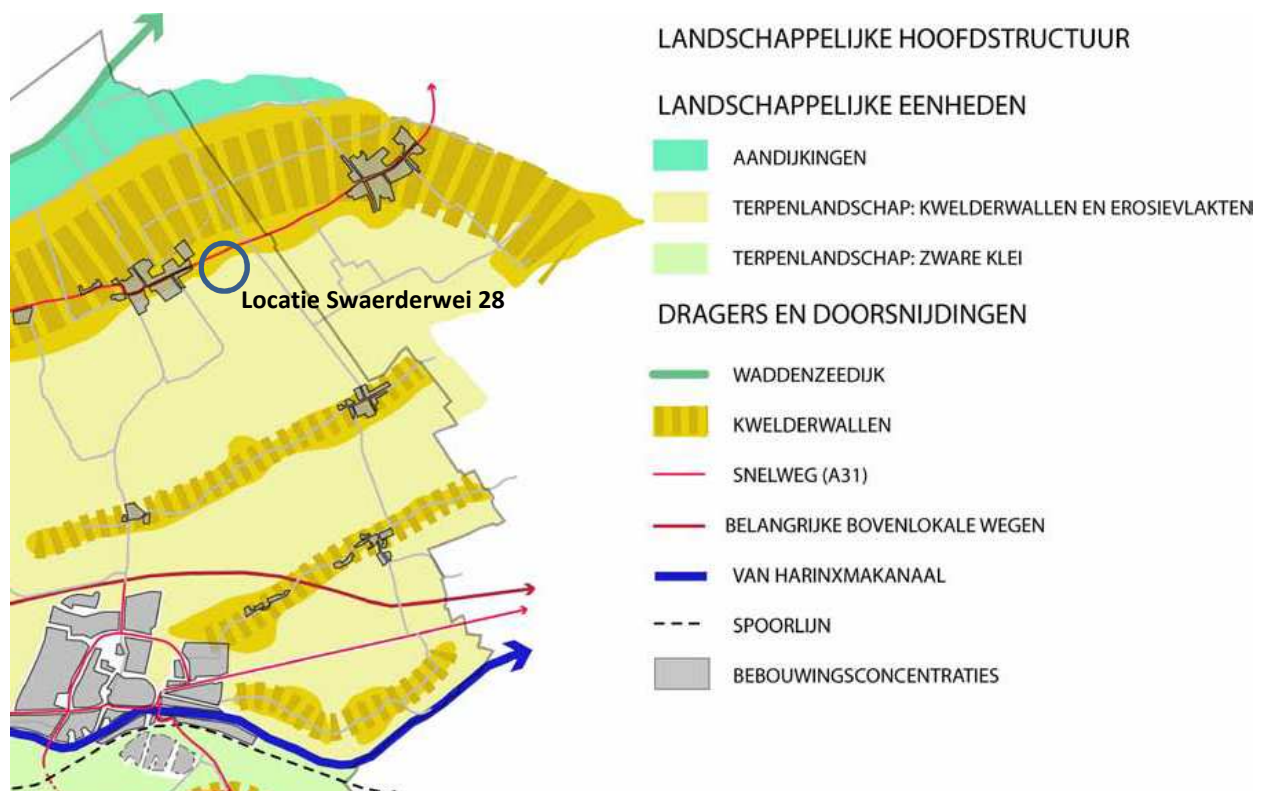 Locatie Swaerderwei 28
LANDSCHAPPELIJKE HOOFDSTRUCTUUR
LANDSCHAPPELIJKE EENHEDEN
AANDIJKINGEN
TERPENLANDSCHAP: KWELDERWALLEN EN EROSIEVLAKTEN
TERPENLANDSCHAP: ZWARE KLEI
DRAGERS EN DOORSNIJDINGEN
WADDENZEEDIJK
KWELDERWALLEN
SNELWEG (A31)
BELANGRIJKE BOVENLOKALE WEGEN
VAN HARINXMAKANAAL
SPOORLIJN
BEBOUWINGSCONCENTRATIES